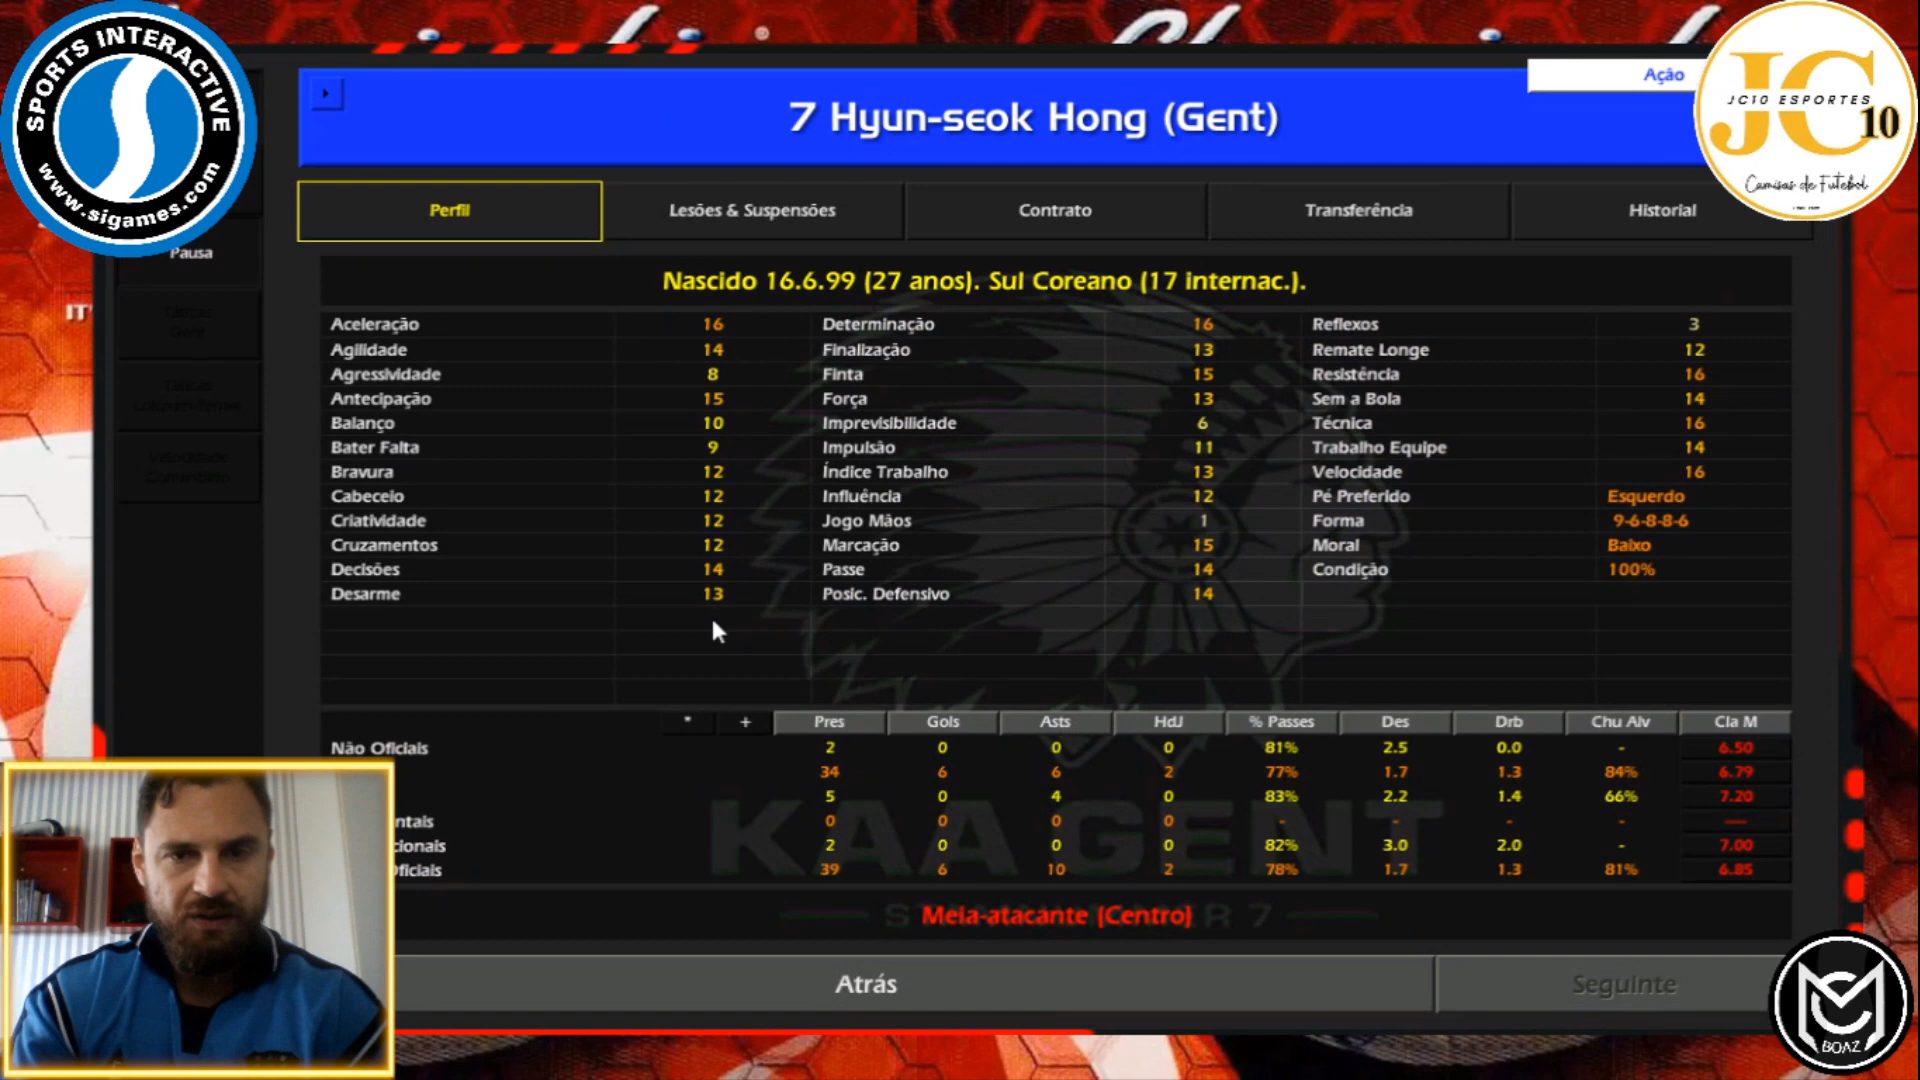 SPORTS INTERACTIVE
www.sigames.com
Ação
JC
JC10 ESPORTES
10
Camisas de Futebol
7 Hyun-seok Hong (Gent)
Perfil
Lesões & Suspensões
Contrato
Transferência
Historial
Pausa
Nascido 16.6.99 (27 anos). Sul Coreano (17 internac.).
Aceleração 16 Determinação 16 Reflexos 3
Agilidade 14 Finalização 13 Remate Longe 12
Agressividade 8 Finta 15 Resistência 16
Antecipação 15 Força 13 Sem a Bola 14
Balanço 10 Imprevisibilidade 6 Técnica 16
Bater Falta 9 Impulsão 11 Trabalho Equipe 14
Bravura 12 Índice Trabalho 13 Velocidade 16
Cabeceio 12 Influência 12 Pé Preferido Esquerdo
Criatividade 12 Jogo Mãos 1 Forma 9-6-8-8-6
Cruzamentos 12 Marcação 15 Moral Baixo
Decisões 14 Passe 14 Condição 100%
Desarme 13 Posic. Defensivo 14
* + Pres Gols Asts HdJ % Passes Des Drb Chu Alv Cla M
Não Oficiais 2 0 0 0 81% 2.5 0.0 - 6.50
34 6 6 2 77% 1.7 1.3 84% 6.79
5 0 4 0 83% 2.2 1.4 66% 7.20
ntais 0 0 0 0 - - - - —
cionais 2 0 0 0 82% 3.0 2.0 - 7.00
ficiais 39 6 10 2 78% 1.7 1.3 81% 6.85
KAA GENT
Meia-atacante (Centro)
Atrás
Seguinte
BOAZ